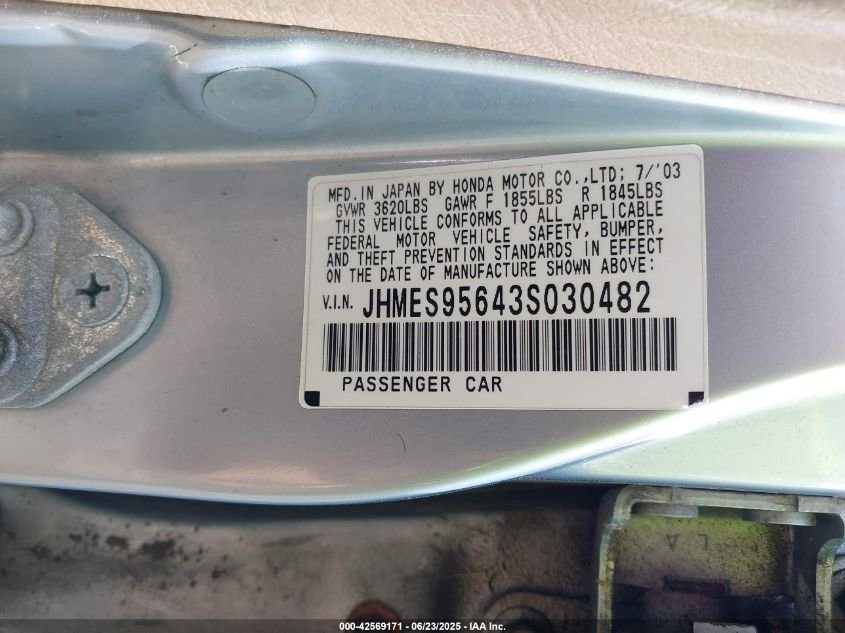 MFD. IN JAPAN BY HONDA MOTOR CO.,LTD; 7/'03
GVWR 3620LBS GAWR F 1855LBS R 1845LBS
THIS VEHICLE CONFORMS TO ALL APPLICABLE
FEDERAL MOTOR VEHICLE SAFETY, BUMPER,
AND THEFT PREVENTION STANDARDS IN EFFECT
ON THE DATE OF MANUFACTURE SHOWN ABOVE:
V.I.N. JHMES95643S030482
PASSENGER CAR
L A
000-42569171 | 06/23/2025 | IAA Inc.